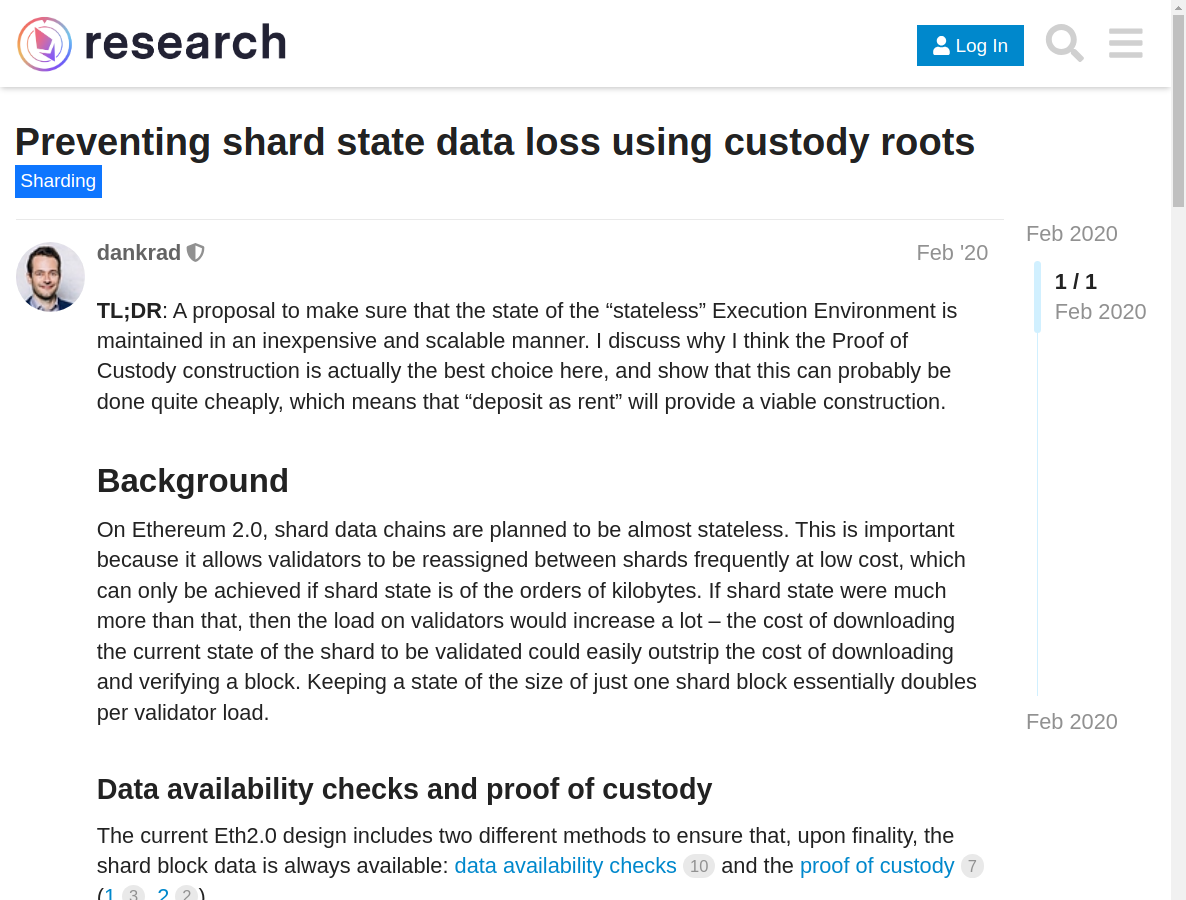 research
Log In
Preventing shard state data loss using custody roots
Sharding
dankrad
Feb '20
Feb 2020
1 / 1
Feb 2020
TL;DR: A proposal to make sure that the state of the “stateless” Execution Environment is
maintained in an inexpensive and scalable manner. I discuss why I think the Proof of
Custody construction is actually the best choice here, and show that this can probably be
done quite cheaply, which means that “deposit as rent” will provide a viable construction.
Background
On Ethereum 2.0, shard data chains are planned to be almost stateless. This is important
because it allows validators to be reassigned between shards frequently at low cost, which
can only be achieved if shard state is of the orders of kilobytes. If shard state were much
more than that, then the load on validators would increase a lot – the cost of downloading
the current state of the shard to be validated could easily outstrip the cost of downloading
and verifying a block. Keeping a state of the size of just one shard block essentially doubles
per validator load.
Feb 2020
Data availability checks and proof of custody
The current Eth2.0 design includes two different methods to ensure that, upon finality, the
shard block data is always available: data availability checks 10 and the proof of custody 7
(1 3 2 2)